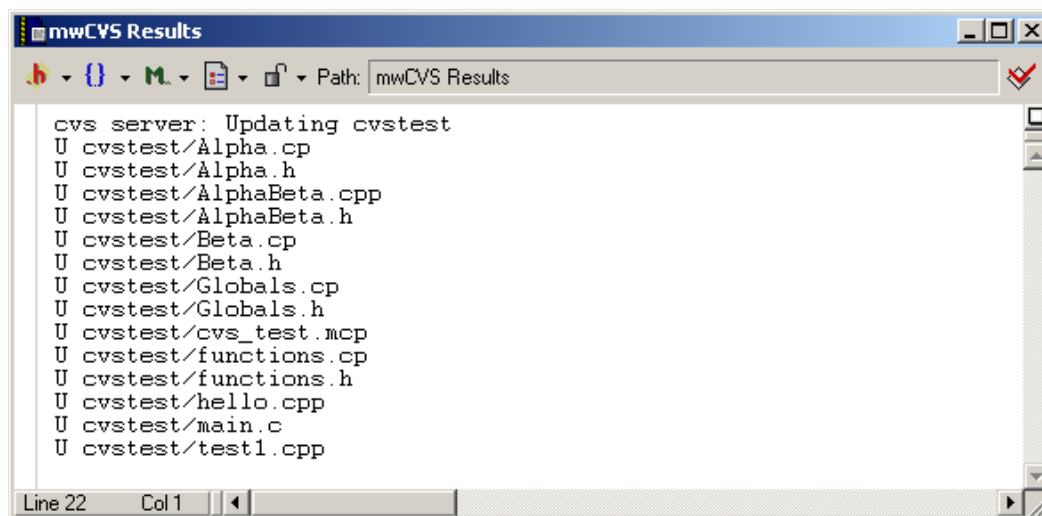 mwCVS Results
.h {} M.. Path: mwCVS Results
cvs server: Updating cvstest
U cvstest/Alpha.cp
U cvstest/Alpha.h
U cvstest/AlphaBeta.cpp
U cvstest/AlphaBeta.h
U cvstest/Beta.cp
U cvstest/Beta.h
U cvstest/Globals.cp
U cvstest/Globals.h
U cvstest/cvs_test.mcp
U cvstest/functions.cp
U cvstest/functions.h
U cvstest/hello.cpp
U cvstest/main.c
U cvstest/test1.cpp
Line 22 Col 1